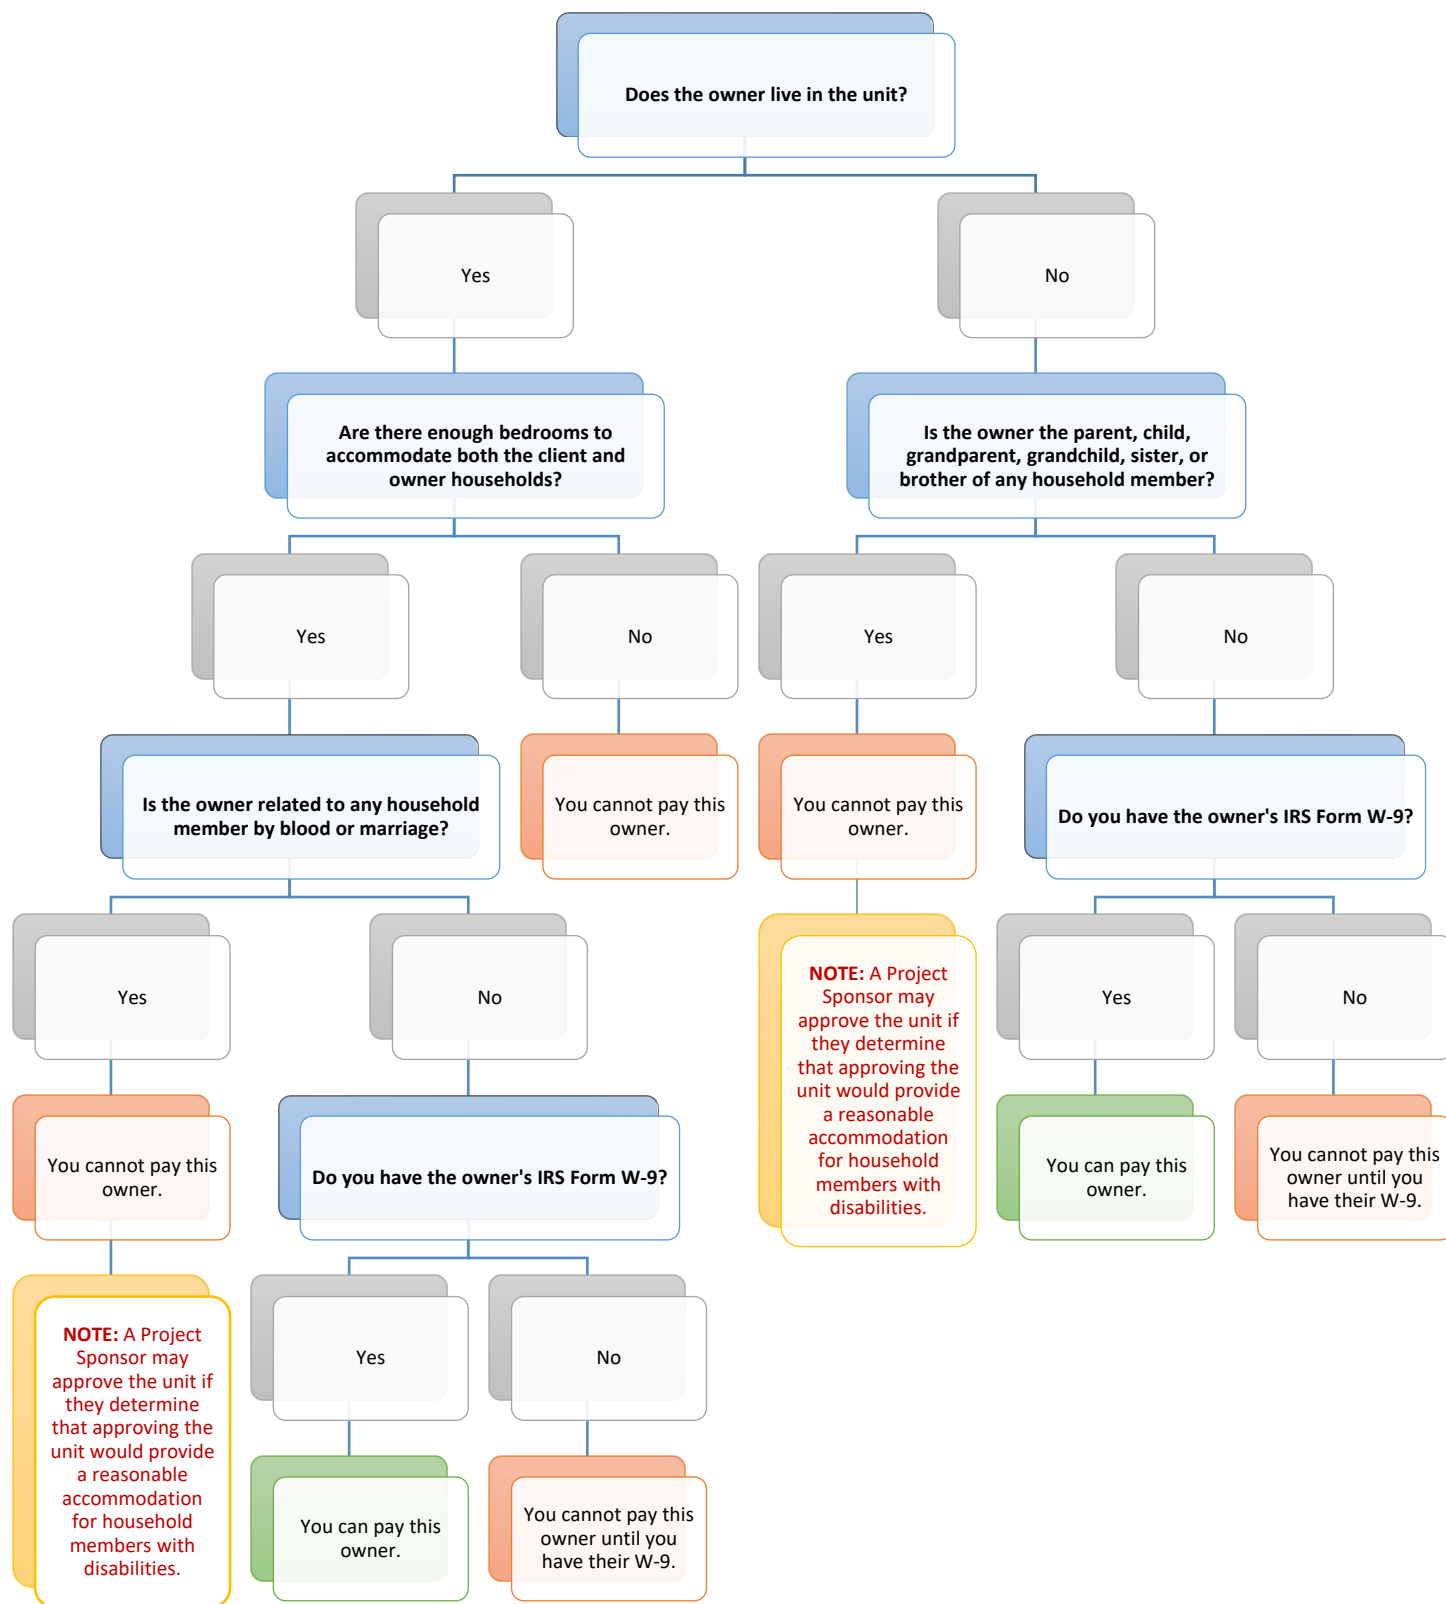 Does the owner live in the unit?
Yes
No
Are there enough bedrooms to
accommodate both the client and
owner households?
Is the owner the parent, child,
grandparent, grandchild, sister, or
brother of any household member?
Yes
No
Yes
No
Is the owner related to any household
member by blood or marriage?
You cannot pay this
owner.
You cannot pay this
owner.
Do you have the owner's IRS Form W-9?
Yes
No
NOTE: A Project
Sponsor may
approve the unit if
they determine
that approving the
unit would provide
a reasonable
accommodation
for household
members with
disabilities.
Yes
No
You cannot pay this
owner.
Do you have the owner's IRS Form W-9?
You can pay this
owner.
You cannot pay this
owner until you
have their W-9.
NOTE: A Project
Sponsor may
approve the unit if
they determine
that approving the
unit would provide
a reasonable
accommodation
for household
members with
disabilities.
Yes
No
You can pay this
owner.
You cannot pay this
owner until you
have their W-9.